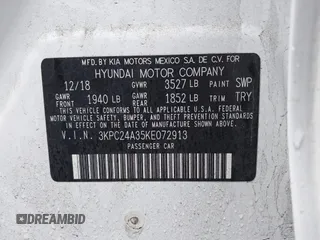 MFD.BY KIA MOTORS MEXICO S.A. DE C.V. FOR
HYUNDAI MOTOR COMPANY
12/18 GVWR 3527 LB PAINT SWP
GAWR FRONT 1940 LB GAWR REAR 1852 LB TRIM TRY
THIS VEHICLE CONFORMS TO ALL APPLICABLE
U.S.A. FEDERAL MOTOR VEHICLE SAFETY, BUMPER,
AND THEFT PREVENTION STANDARDS IN EFFECT ON
THE DATE OF MANUFACTURE SHOWN ABOVE.
V.I.N. 3KPC24A35KE072913
PASSENGER CAR
DREAMBID